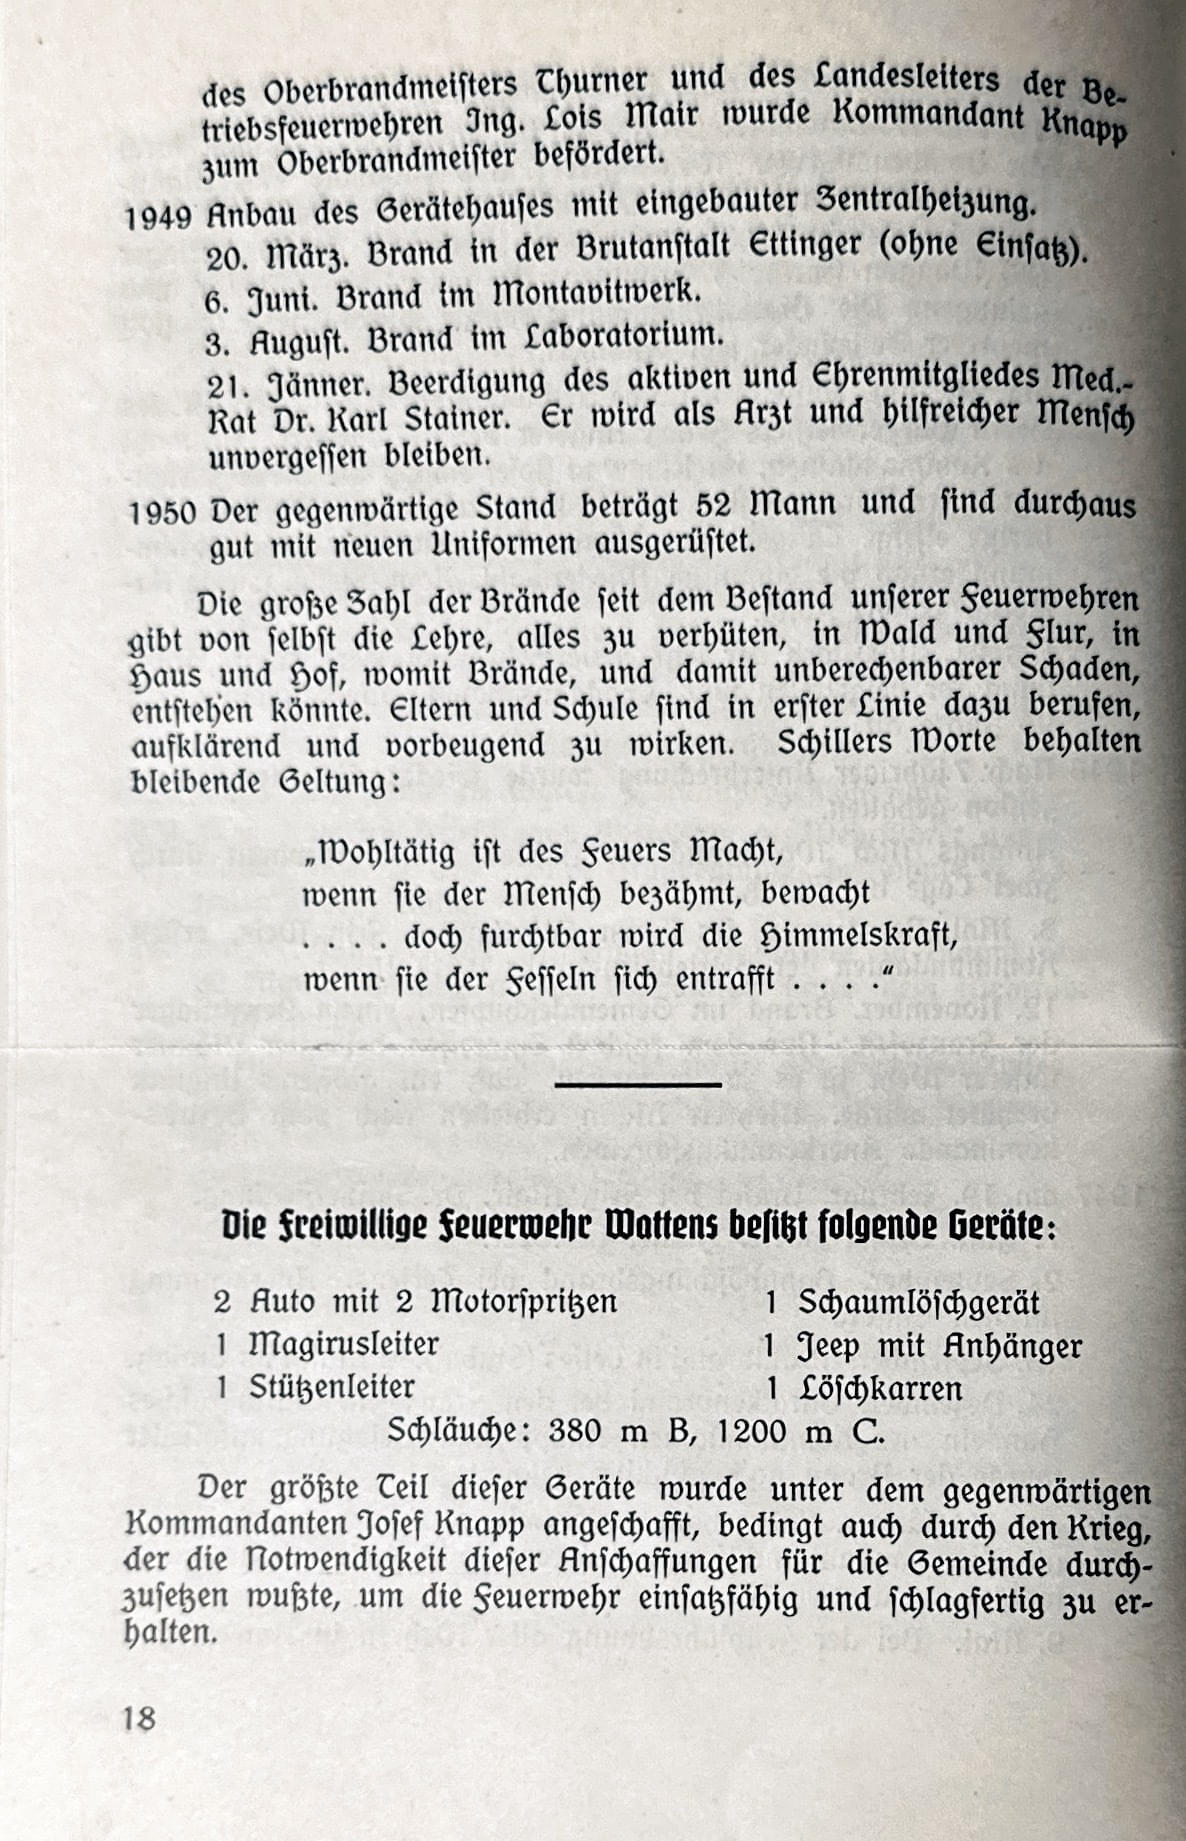 des Oberbrandmeiſters Thurner und des Landesleiters der Be-
triebsfeuerwehren Ing. Lois Mair wurde Kommandant Knapp
zum Oberbrandmeiſter befördert.
1949 Anbau des Gerätehauſes mit eingebauter Zentralheizung.
20. März. Brand in der Brutanſtalt Ettinger (ohne Einſatz).
6. Juni. Brand im Montavitwerk.
3. Auguſt. Brand im Laboratorium.
21. Jänner. Beerdigung des aktiven und Ehrenmitgliedes Med.-
Rat Dr. Karl Stainer. Er wird als Arzt und hilfreicher Menſch
unvergeſſen bleiben.
1950 Der gegenwärtige Stand beträgt 52 Mann und ſind durchaus
gut mit neuen Uniformen ausgerüſtet.
Die große Zahl der Brände ſeit dem Beſtand unſerer Feuerwehren
gibt von ſelbſt die Lehre, alles zu verhüten, in Wald und Flur, in
Haus und Hof, womit Brände, und damit unberechenbarer Schaden,
entſtehen könnte. Eltern und Schule ſind in erſter Linie dazu berufen,
aufklärend und vorbeugend zu wirken. Schillers Worte behalten
bleibende Geltung:
„Wohltätig iſt des Feuers Macht,
wenn ſie der Menſch bezähmt, bewacht
. . . . doch furchtbar wird die Himmelskraft,
wenn ſie der Feſſeln ſich entrafft . . . .“
Die Freiwillige Feuerwehr Wattens beſitzt folgende Geräte:
2 Auto mit 2 Motorſpritzen
1 Magirusleiter
1 Stützenleiter
1 Schaumlöſchgerät
1 Jeep mit Anhänger
1 Löſchkarren
Schläuche: 380 m B, 1200 m C.
Der größte Teil dieſer Geräte wurde unter dem gegenwärtigen
Kommandanten Joſef Knapp angeſchafft, bedingt auch durch den Krieg,
der die Notwendigkeit dieſer Anſchaffungen für die Gemeinde durch-
zuſetzen wußte, um die Feuerwehr einſatzfähig und ſchlagfertig zu er-
halten.
18